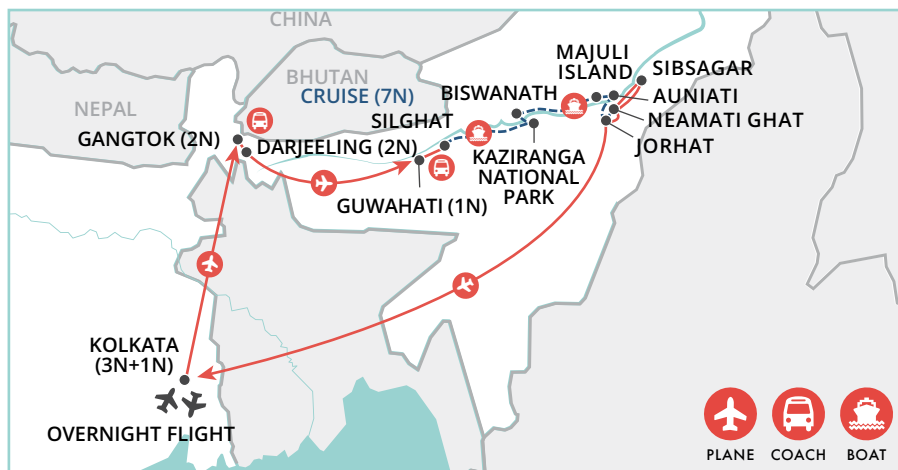 CHINA
BHUTAN
NEPAL
CRUISE (7N)
MAJULI
ISLAND
SIBSAGAR
BISWANATH
AUNIATI
SILGHAT
NEAMATI GHAT
GANGTOK (2N)
DARJEELING (2N)
JORHAT
KAZIRANGA
NATIONAL
PARK
GUWAHATI (1N)
KOLKATA
(3N+1N)
OVERNIGHT FLIGHT
PLANE
COACH
BOAT